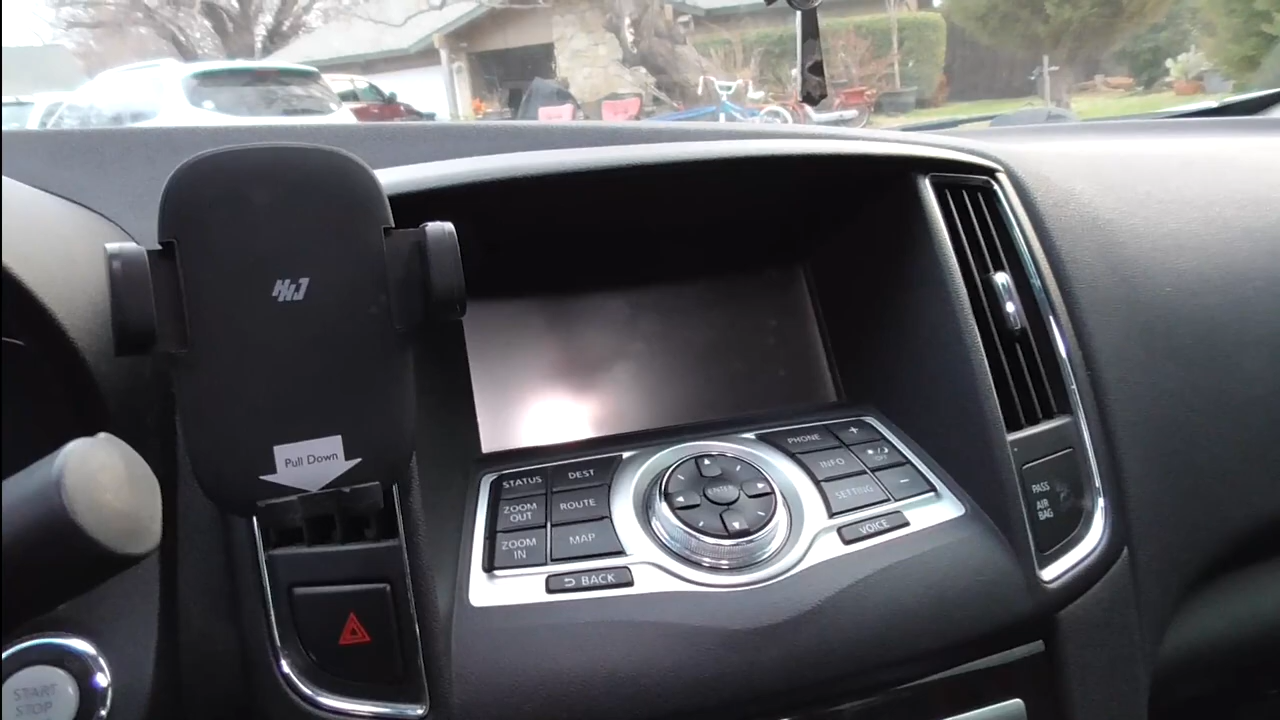 Pull Down
STATUS
DEST
ZOOM
OUT
ROUTE
ZOOM
IN
MAP
BACK
ENTER
PHONE
+
INFO
OFF
SETTING
-
VOICE
PASS
AIR
BAG
START
STOP